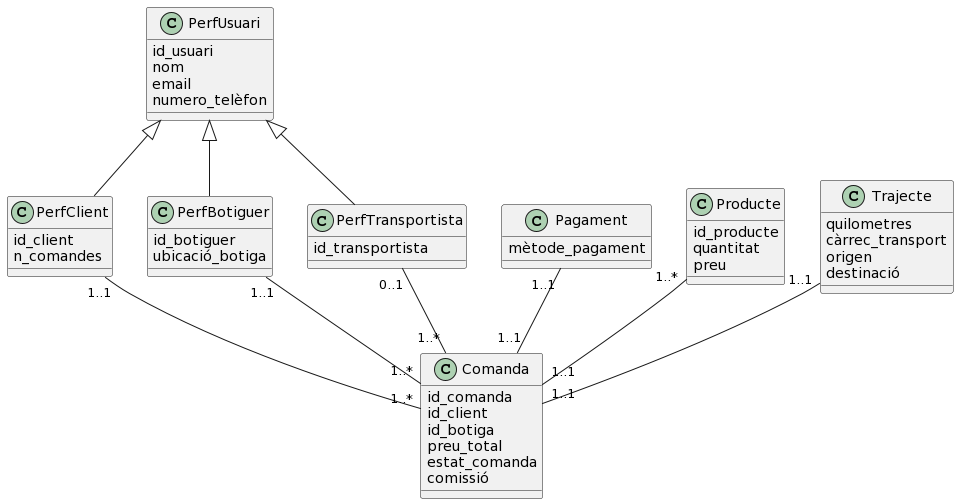 C PerfUsuari
id_usuari
nom
email
numero_telèfon
C PerfClient
id_client
n_comandes
C PerfBotiguer
id_botiguer
ubicació_botiga
C PerfTransportista
id_transportista
C Pagament
mètode_pagament
C Producte
id_producte
quantitat
preu
C Trajecte
quilometres
càrrec_transport
origen
destinació
1..1
1..1
0..1
1..1
1..*
1..1
1..*
1..*
1..*
1..1
1..1
1..1
C Comanda
id_comanda
id_client
id_botiga
preu_total
estat_comanda
comissió